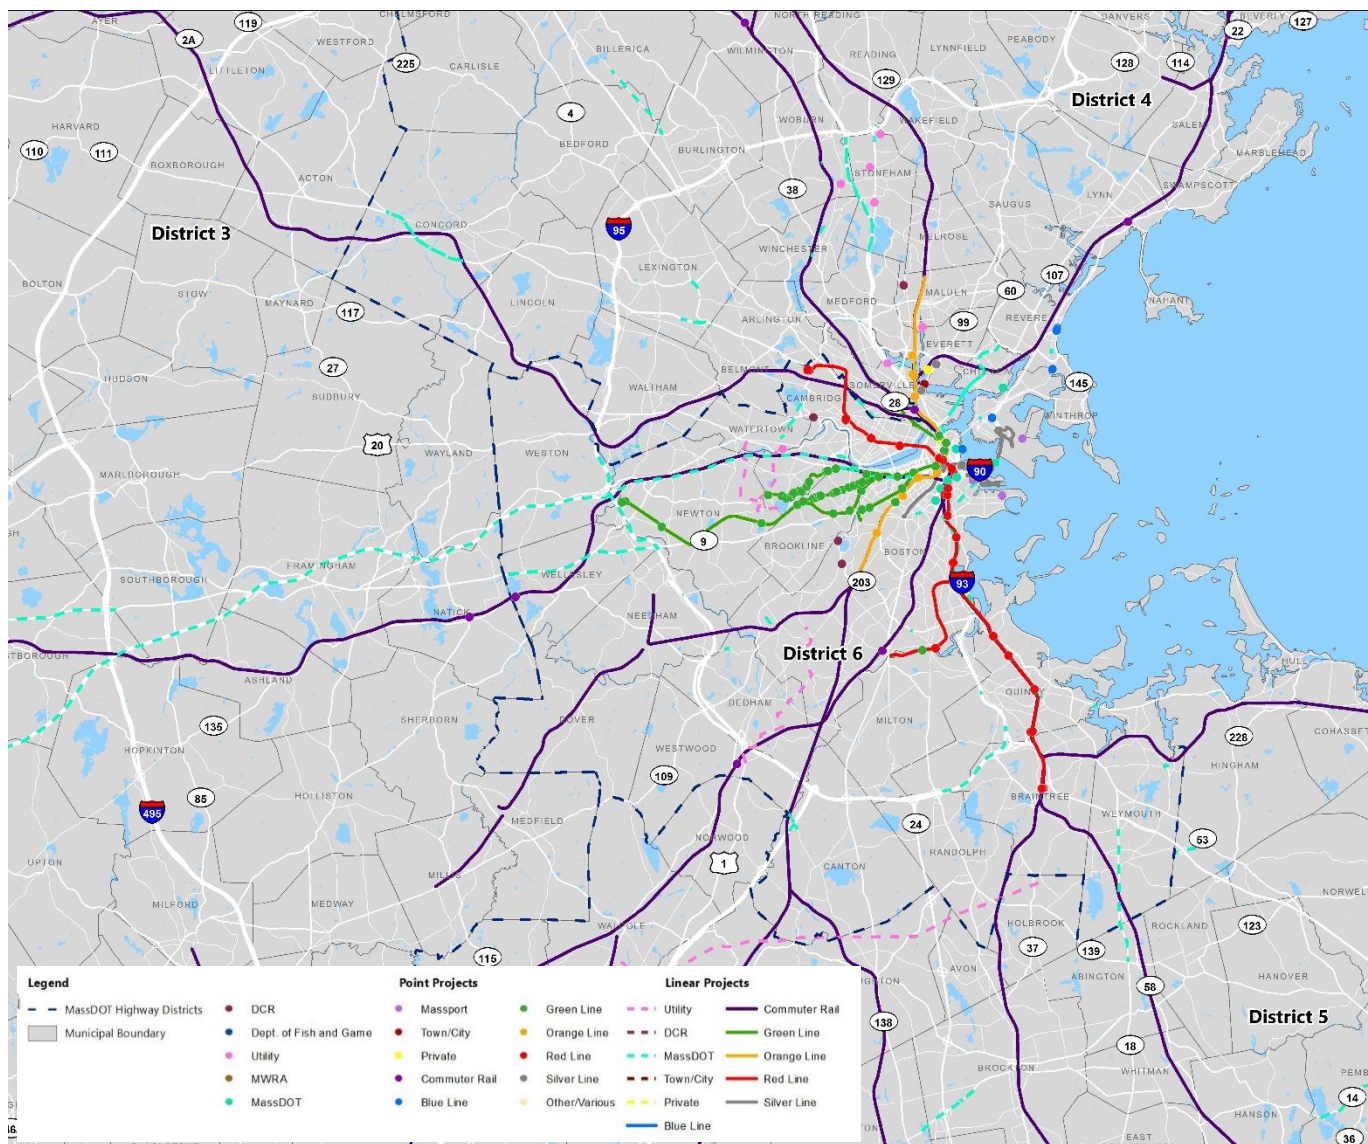 AYER
119
CHELMSFORD
NORTH READING
DANVERS
BEVERLY
127
22
2A
WESTFORD
BILLERICA
WILMINGTON
READING
LYNNFIELD
PEABODY
128
114
LITTLETON
225
CARLISLE
129
District 4
4
WOBURN
WAKEFIELD
SALEM
HARVARD
110
111
BEDFORD
BURLINGTON
MARBLEHEAD
BOXBOROUGH
ACTON
STONEHAM
38
SWAMPSCOTT
LYNN
SAUGUS
CONCORD
District 3
95
WINCHESTER
MELROSE
LEXINGTON
107
BOLTON
STOW
MAYNARD
LINCOLN
60
MEDFORD
MALDEN
NAHANT
117
ARLINGTON
99
REVERE
EVERETT
27
BELMONT
CHELSEA
HUDSON
WALTHAM
SOMERVILLE
145
SUDBURY
CAMBRIDGE
28
WINTHROP
WATERTOWN
20
WAYLAND
WESTON
MARLBOROUGH
90
NEWTON
9
BROOKLINE
BOSTON
SOUTHBOROUGH
FRAMINGHAM
WELLESLEY
203
93
NATICK
NEEDHAM
STBOROUGH
District 6
HULL
ASHLAND
QUINCY
DEDHAM
SHERBORN
DOVER
MILTON
135
228
COHASSET
HOPKINTON
WESTWOOD
HINGHAM
109
85
HOLLISTON
BRAINTREE
495
MEDFIELD
WEYMOUTH
24
NORWOOD
53
RANDOLPH
UPTON
1
CANTON
MILLIS
NORWELL
MILFORD
MEDWAY
HOLBROOK
ROCKLAND
WALPOLE
123
37
139
115
AVON
ABINGTON
HANOVER
58
138
District 5
18
BROCKTON
WHITMAN
PEMB
14
HANSON
EAST
36
Legend
MassDOT Highway Districts
Municipal Boundary
DCR
Dept. of Fish and Game
Utility
MWRA
MassDOT
Point Projects
Massport
Town/City
Private
Commuter Rail
Blue Line
Green Line
Orange Line
Red Line
Silver Line
Other/Various
Linear Projects
Utility
DCR
MassDOT
Town/City
Private
Blue Line
Commuter Rail
Green Line
Orange Line
Red Line
Silver Line